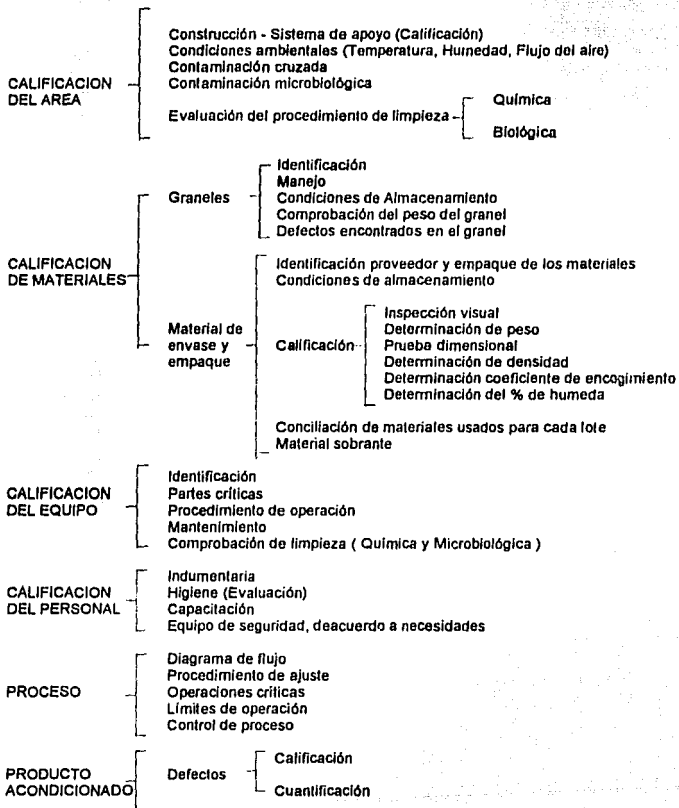 CALIFICACION
DEL AREA
Construcción - Sistema de apoyo (Calificación)
Condiciones ambientales (Temperatura, Humedad, Flujo del aire)
Contaminación cruzada
Contaminación microbiológica
Evaluación del procedimiento de limpieza
Química
Biológica
CALIFICACION
DE MATERIALES
Graneles
Identificación
Manejo
Condiciones de Almacenamiento
Comprobación del peso del granel
Defectos encontrados en el granel
Material de
envase y
empaque
Identificación proveedor y empaque de los materiales
Condiciones de almacenamiento
Calificación
Inspección visual
Determinación de peso
Prueba dimensional
Determinación de densidad
Determinación coeficiente de encogimiento
Determinación del % de humeda
Conciliación de materiales usados para cada lote
Material sobrante
CALIFICACION
DEL EQUIPO
Identificación
Partes críticas
Procedimiento de operación
Mantenimiento
Comprobación de limpieza ( Química y Microbiológica )
CALIFICACION
DEL PERSONAL
Indumentaria
Higiene (Evaluación)
Capacitación
Equipo de seguridad, deacuerdo a necesidades
PROCESO
Diagrama de flujo
Procedimiento de ajuste
Operaciones críticas
Límites de operación
Control de proceso
PRODUCTO
ACONDICIONADO
Defectos
Calificación
Cuantificación